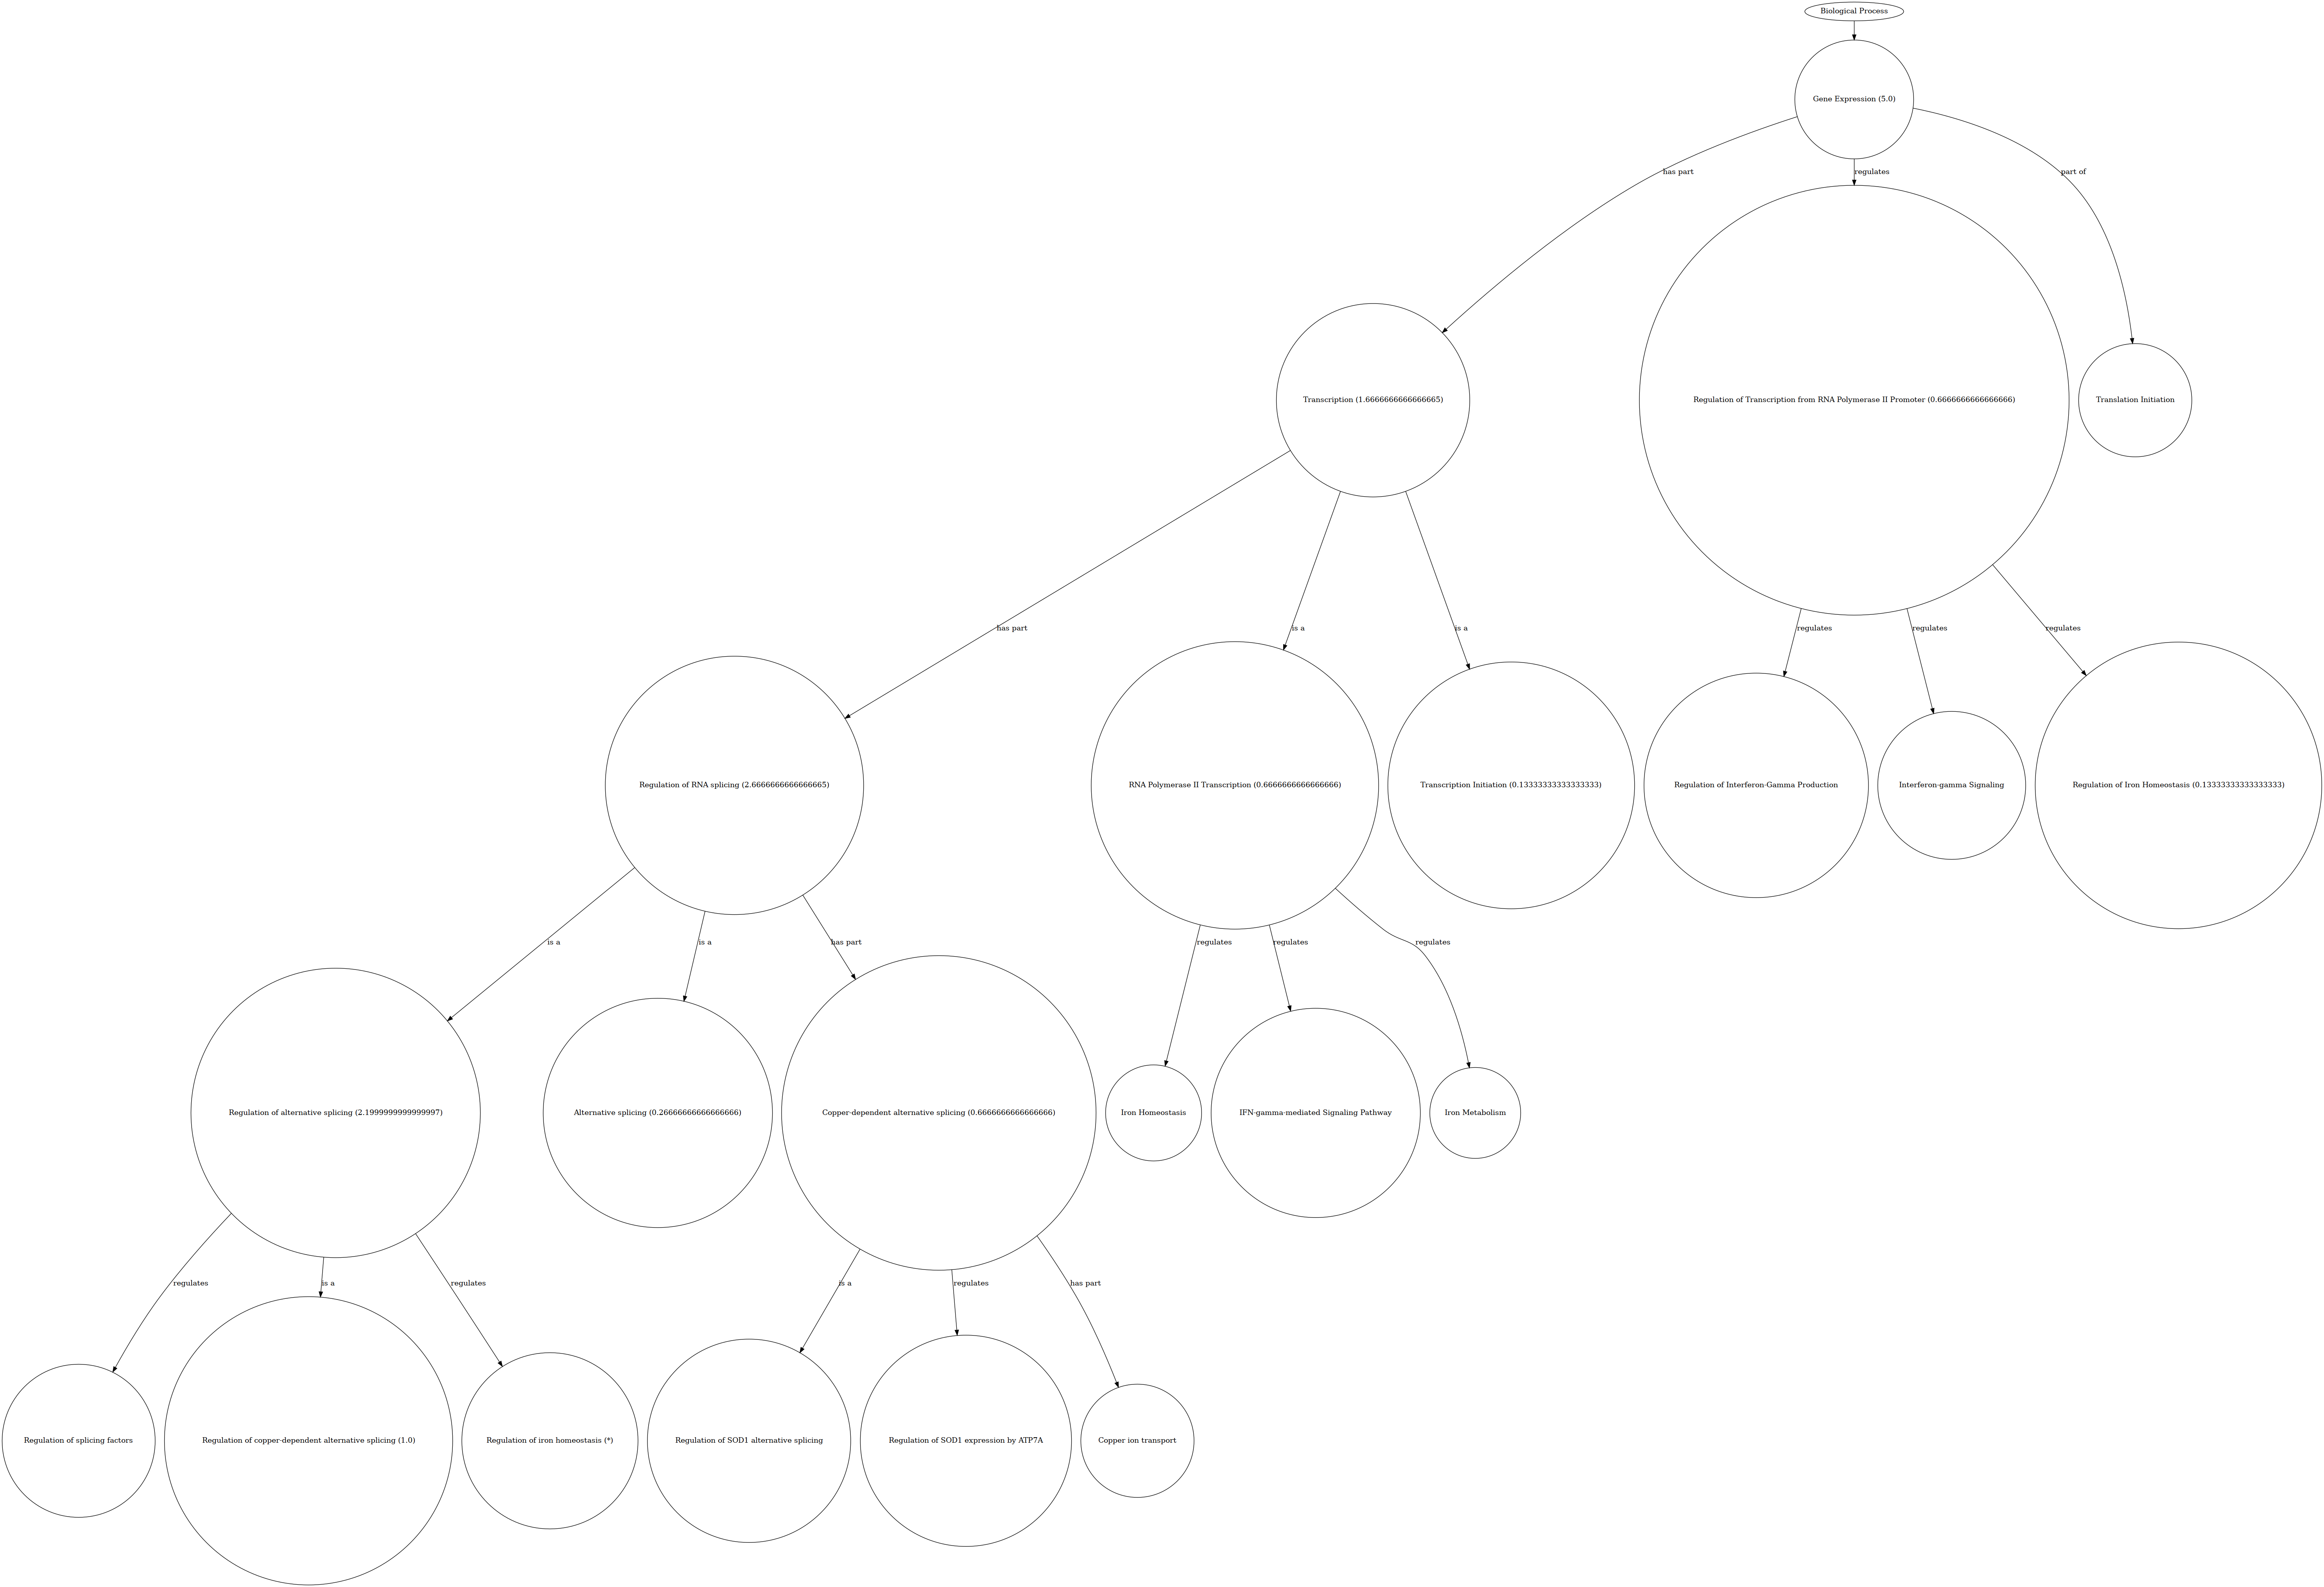 Biological Process
Gene Expression (5.0)
has part
regulates
part of
Transcription (1.6666666666666665)
Regulation of Transcription from RNA Polymerase II Promoter (0.6666666666666666)
Translation Initiation
has part
is a
is a
regulates
regulates
regulates
Regulation of RNA splicing (2.6666666666666665)
RNA Polymerase II Transcription (0.6666666666666666)
Transcription Initiation (0.13333333333333333)
Regulation of Interferon-Gamma Production
Interferon-gamma Signaling
Regulation of Iron Homeostasis (0.13333333333333333)
is a
is a
has part
regulates
regulates
regulates
Regulation of alternative splicing (2.1999999999999997)
Alternative splicing (0.26666666666666666)
Copper-dependent alternative splicing (0.6666666666666666)
Iron Homeostasis
IFN-gamma-mediated Signaling Pathway
Iron Metabolism
regulates
is a
regulates
is a
regulates
has part
Regulation of splicing factors
Regulation of copper-dependent alternative splicing (1.0)
Regulation of iron homeostasis (*)
Regulation of SOD1 alternative splicing
Regulation of SOD1 expression by ATP7A
Copper ion transport